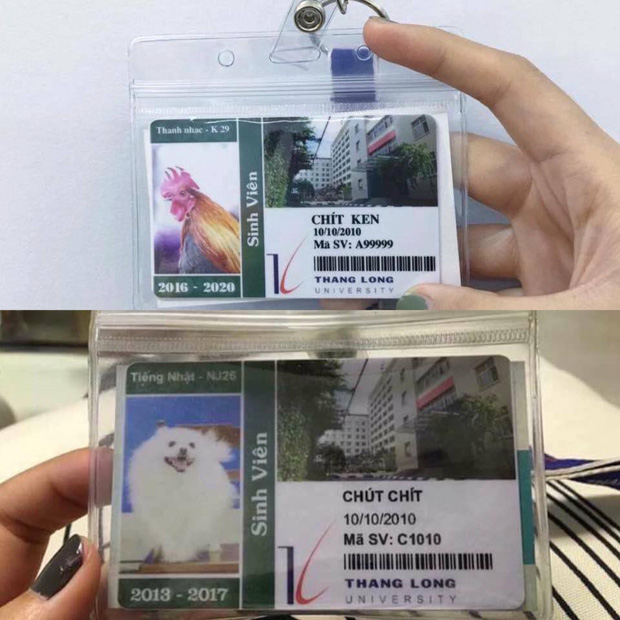 Thanh nhạc - K 29
Sinh Viên
CHÍT KEN
10/10/2010
Mã SV: A99999
THANG LONG
UNIVERSITY
2016 - 2020
Tiếng Nhật - NJ26
Sinh Viên
CHÚT CHÍT
10/10/2010
Mã SV: C1010
THANG LONG
UNIVERSITY
2013 - 2017